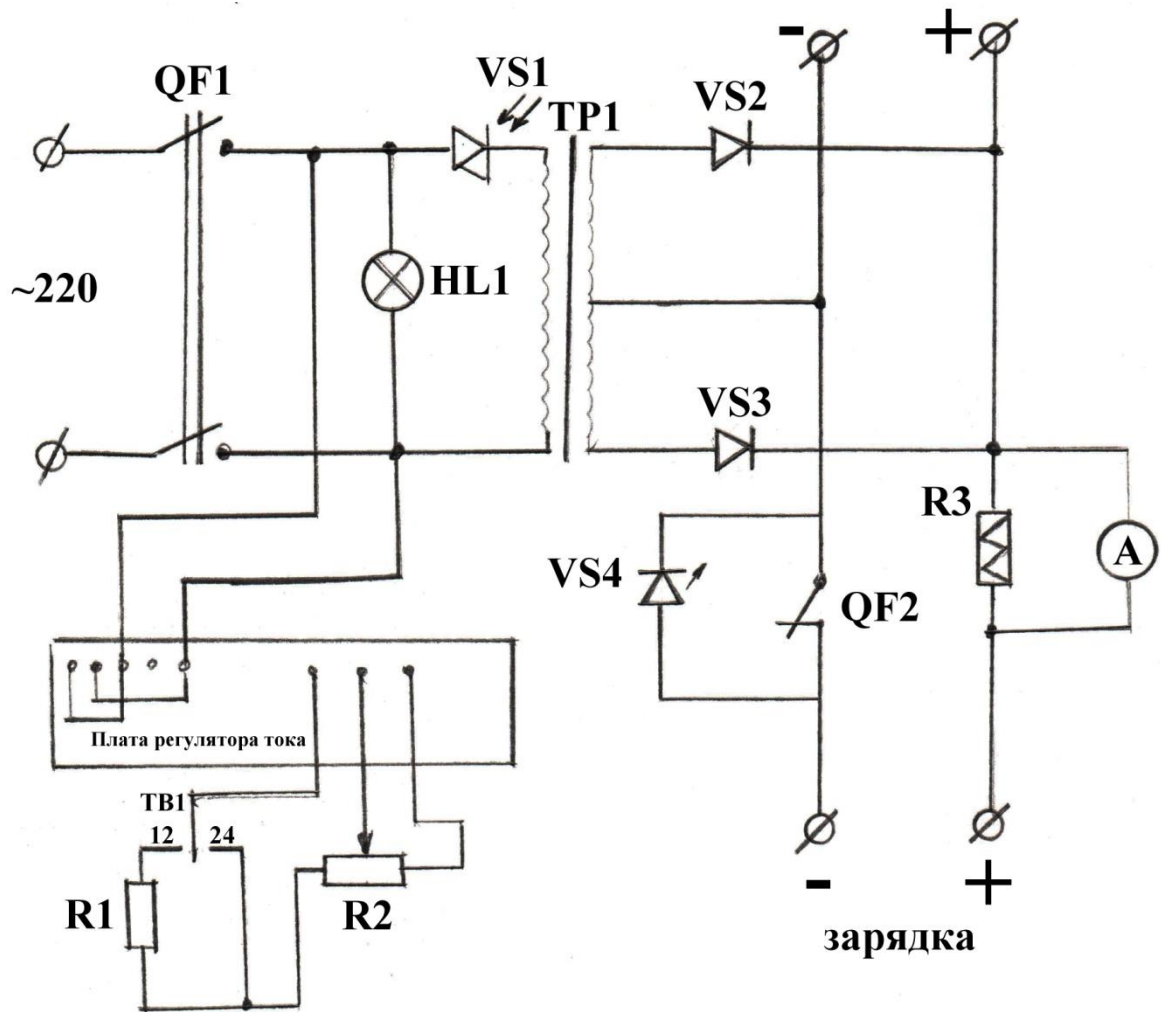 -
+
QF1
VS1
TP1
VS2
~220
HL1
VS3
R3
A
VS4
QF2
Плата регулятора тока
ТВ1
12
24
R1
R2
-
+
зарядка